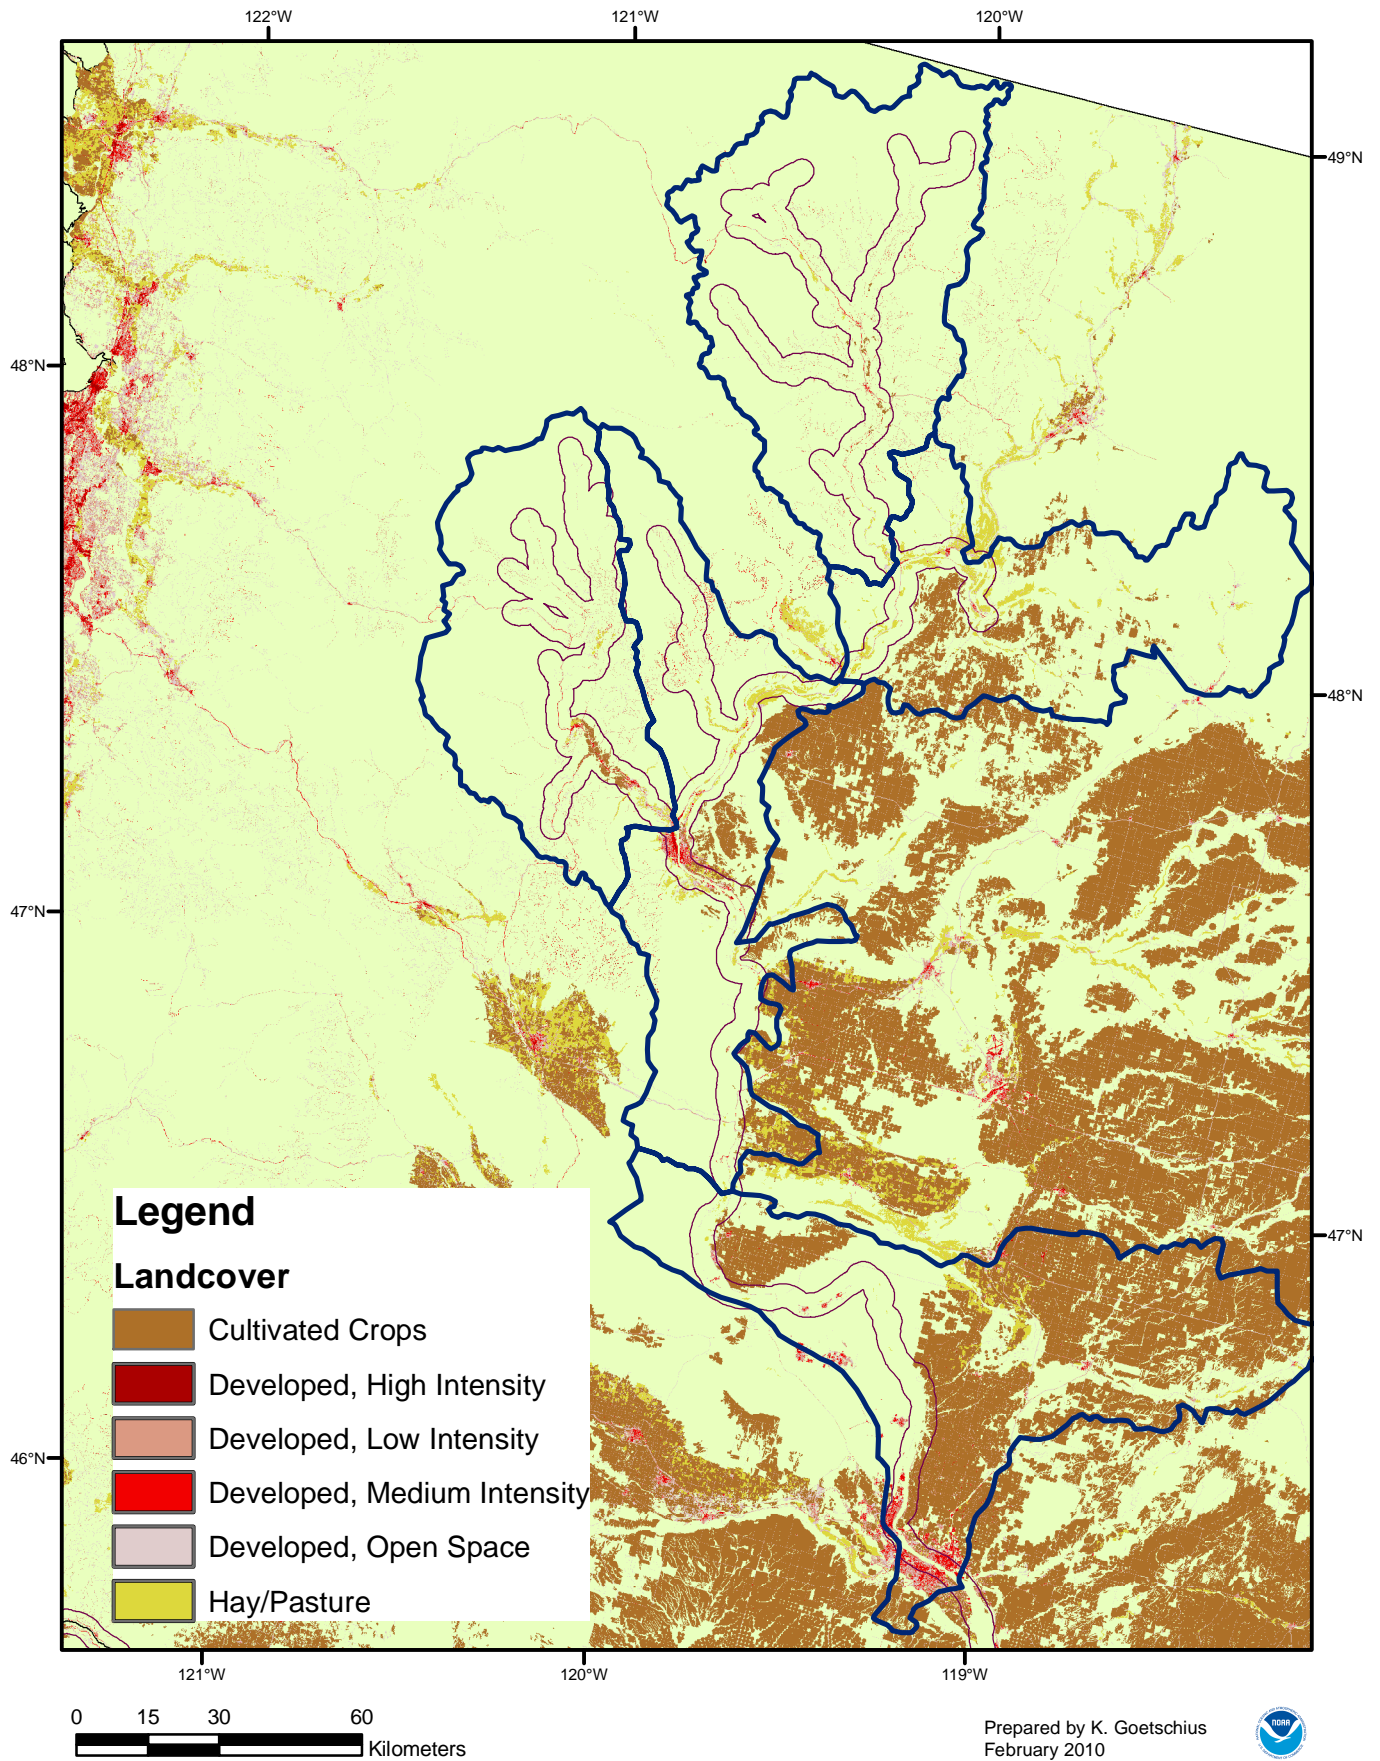 122°W
121°W
120°W
49°N
48°N
48°N
47°N
47°N
46°N
Legend
Landcover
Cultivated Crops
Developed, High Intensity
Developed, Low Intensity
Developed, Medium Intensity
Developed, Open Space
Hay/Pasture
121°W
120°W
119°W
0 15 30 60
Kilometers
Prepared by K. Goetschius
February 2010
NOAA